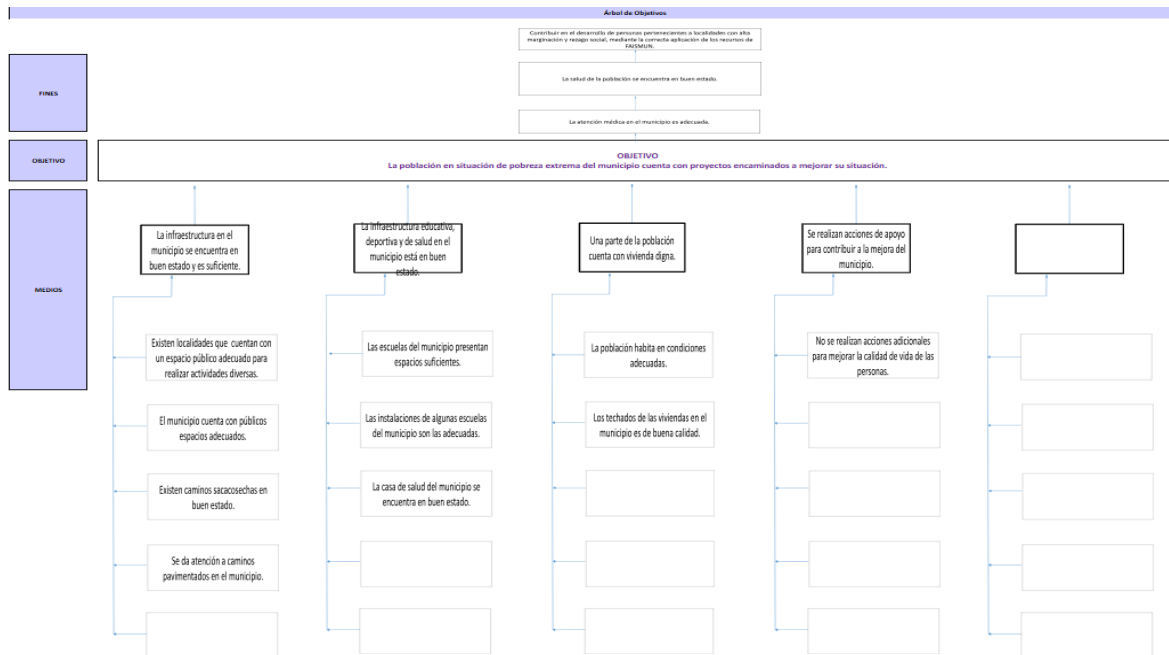 Árbol de Objetivos
Contribuir en el desarrollo de personas pertenecientes a localidades con alta
marginación y rezago social, mediante la correcta aplicación de los recursos de
FAISMUN.
FINES
La salud de la población se encuentra en buen estado.
La atención médica en el municipio es adecuada.
OBJETIVO
OBJETIVO
La población en situación de pobreza extrema del municipio cuenta con proyectos encaminados a mejorar su situación.
MEDIOS
La infraestructura en el
municipio se encuentra en
buen estado y es suficiente.
La infraestructura educativa,
deportiva y de salud en el
municipio está en buen
estado.
Una parte de la población
cuenta con vivienda digna.
Se realizan acciones de apoyo
para contribuir a la mejora del
municipio.
Existen localidades que cuentan con
un espacio público adecuado para
realizar actividades diversas.
Las escuelas del municipio presentan
espacios suficientes.
La población habita en condiciones
adecuadas.
No se realizan acciones adicionales
para mejorar la calidad de vida de las
personas.
El municipio cuenta con públicos
espacios adecuados.
Las instalaciones de algunas escuelas
del municipio son las adecuadas.
Los techados de las viviendas en el
municipio es de buena calidad.
Existen caminos sacacosechas en
buen estado.
La casa de salud del municipio se
encuentra en buen estado.
Se da atención a caminos
pavimentados en el municipio.